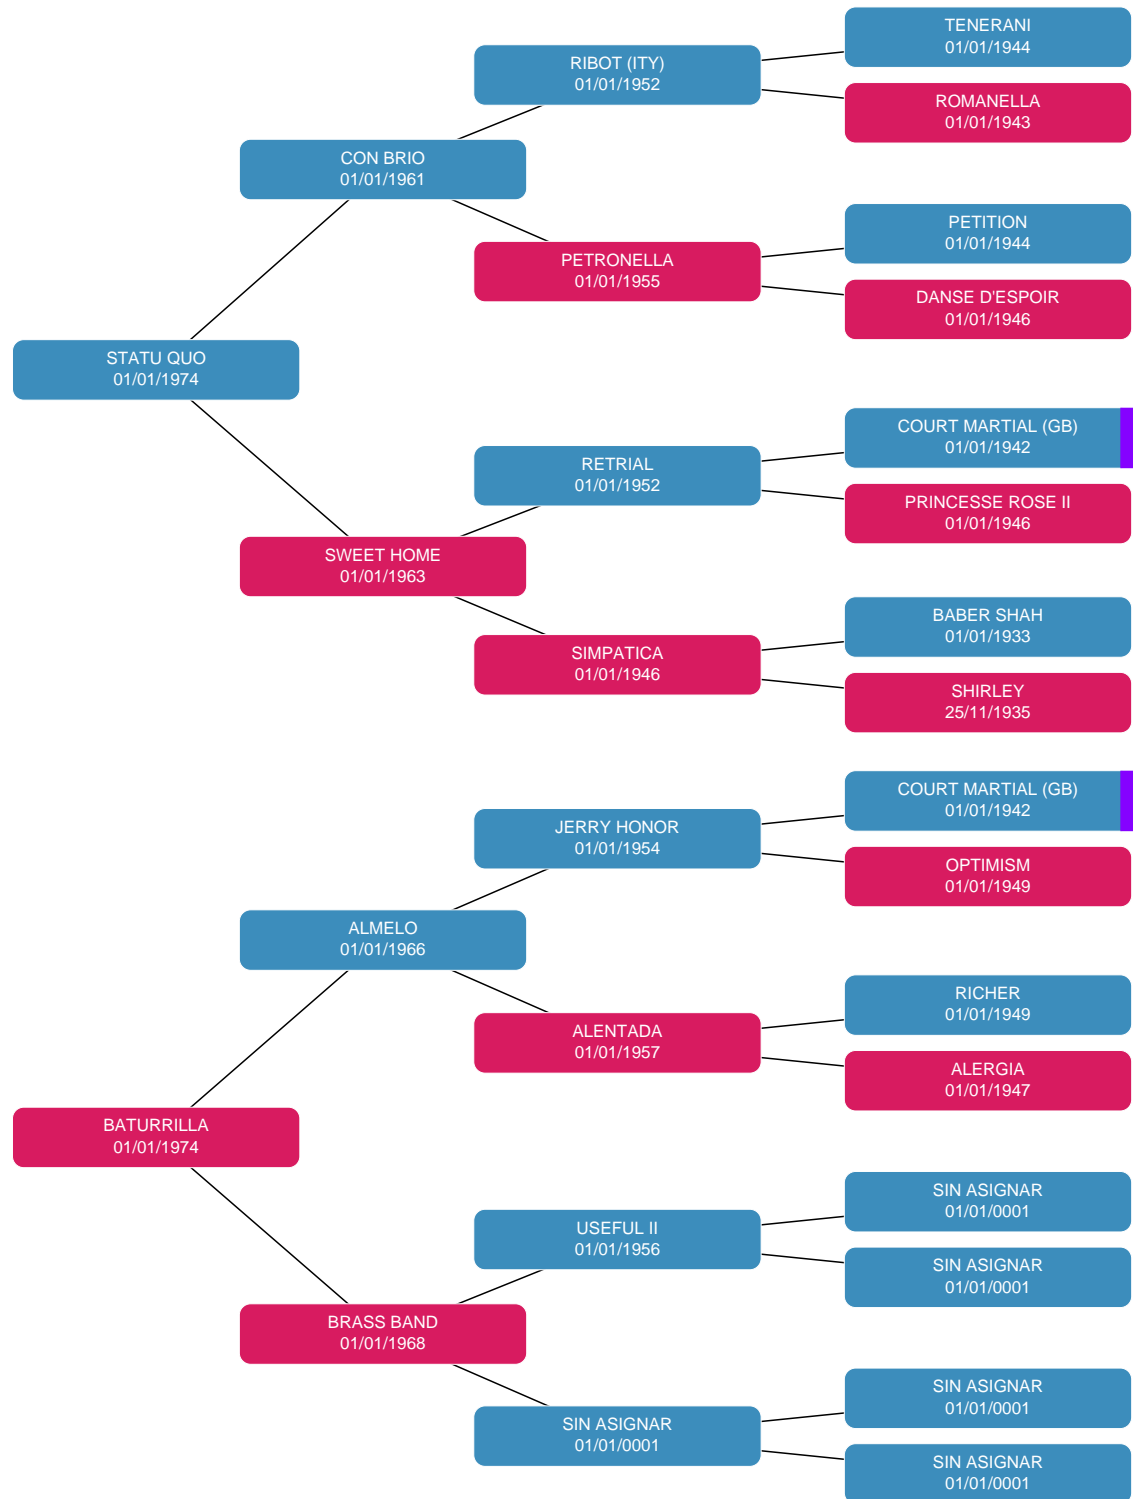 TENERANI
01/01/1944
RIBOT (ITY)
01/01/1952
ROMANELLA
01/01/1943
CON BRIO
01/01/1961
PETITION
01/01/1944
PETRONELLA
01/01/1955
DANSE D'ESPOIR
01/01/1946
STATU QUO
01/01/1974
COURT MARTIAL (GB)
01/01/1942
RETRIAL
01/01/1952
PRINCESSE ROSE II
01/01/1946
SWEET HOME
01/01/1963
BABER SHAH
01/01/1933
SIMPATICA
01/01/1946
SHIRLEY
25/11/1935
COURT MARTIAL (GB)
01/01/1942
JERRY HONOR
01/01/1954
OPTIMISM
01/01/1949
ALMELO
01/01/1966
RICHER
01/01/1949
ALENTADA
01/01/1957
ALERGIA
01/01/1947
BATURRILLA
01/01/1974
SIN ASIGNAR
01/01/0001
USEFUL II
01/01/1956
SIN ASIGNAR
01/01/0001
BRASS BAND
01/01/1968
SIN ASIGNAR
01/01/0001
SIN ASIGNAR
01/01/0001
SIN ASIGNAR
01/01/0001